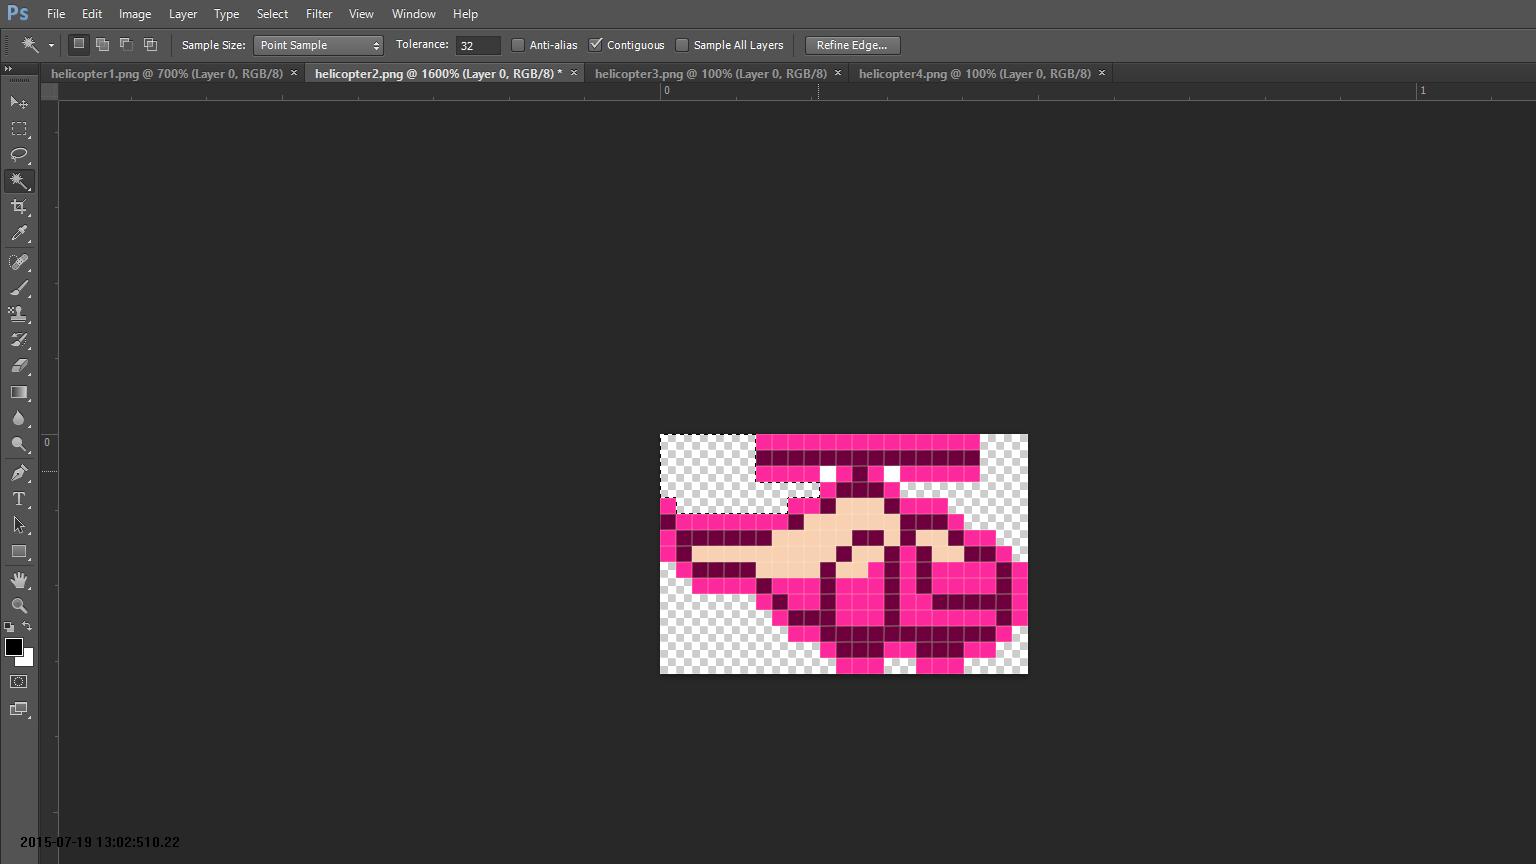 Ps File Edit Image Layer Type Select Filter View Window Help
Sample Size: Point Sample Tolerance: 32 Anti-alias Contiguous Sample All Layers Refine Edge...
helicopter1.png @ 700% (Layer 0, RGB/8) × helicopter2.png @ 1600% (Layer 0, RGB/8) * × helicopter3.png @ 100% (Layer 0, RGB/8) × helicopter4.png @ 100% (Layer 0, RGB/8) ×
0 1
0
T
2015-07-19 13:02:510.22